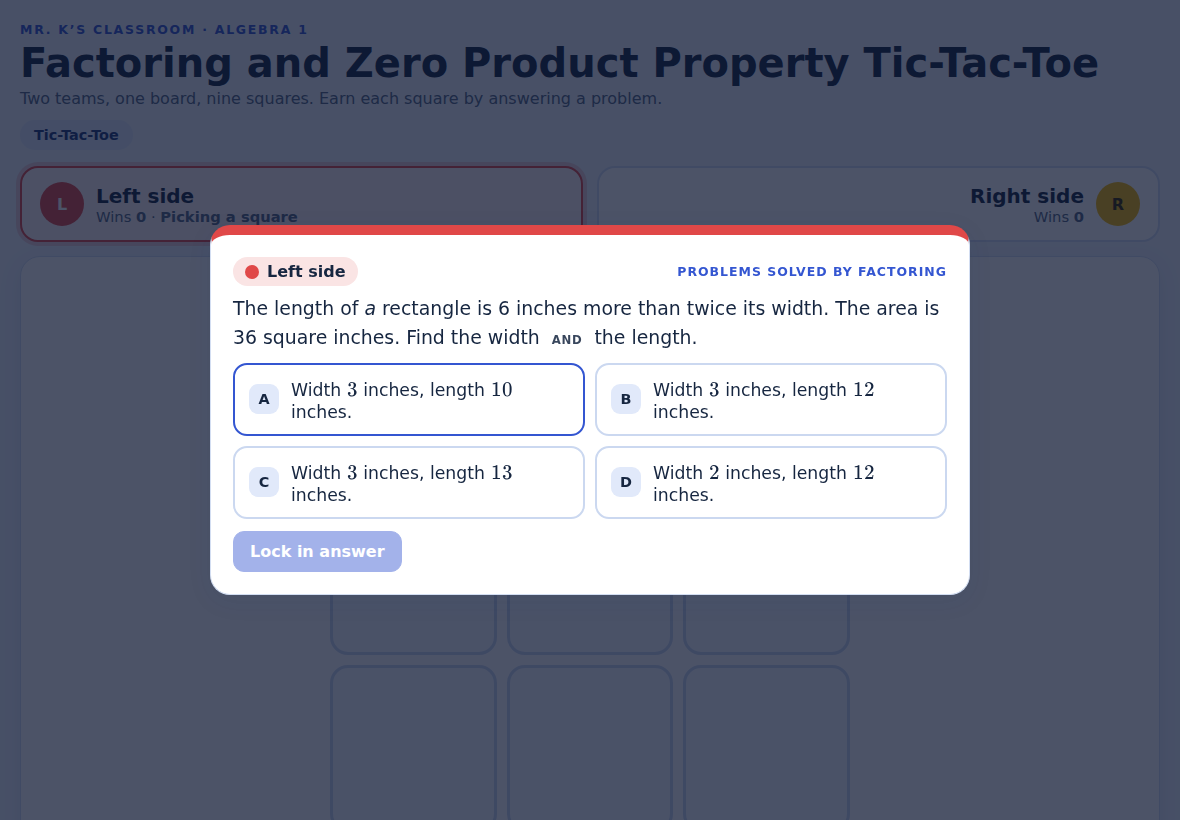 MR. K'S CLASSROOM · ALGEBRA 1
Factoring and Zero Product Property Tic-Tac-Toe
Two teams, one board, nine squares. Earn each square by answering a problem.
Tic-Tac-Toe
L
Left side
Wins 0 · Picking a square
Right side
Wins 0
R
Left side
PROBLEMS SOLVED BY FACTORING
The length of a rectangle is 6 inches more than twice its width. The area is
36 square inches. Find the width AND the length.
A
Width 3 inches, length 10
inches.
B
Width 3 inches, length 12
inches.
C
Width 3 inches, length 13
inches.
D
Width 2 inches, length 12
inches.
Lock in answer